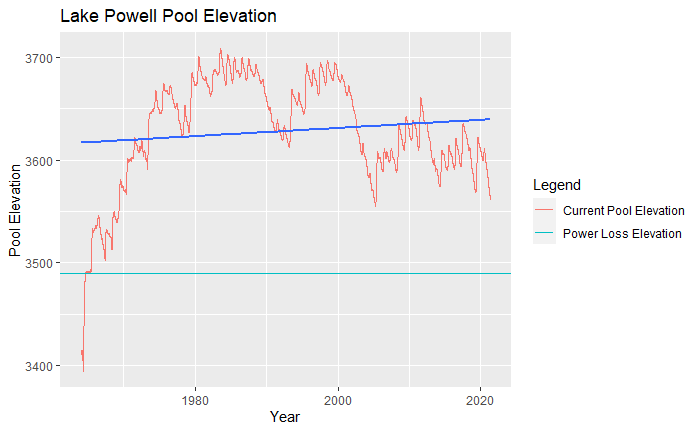 Lake Powell Pool Elevation
3700
3600
3500
3400
Pool Elevation
1980
2000
2020
Year
Legend
Current Pool Elevation
Power Loss Elevation